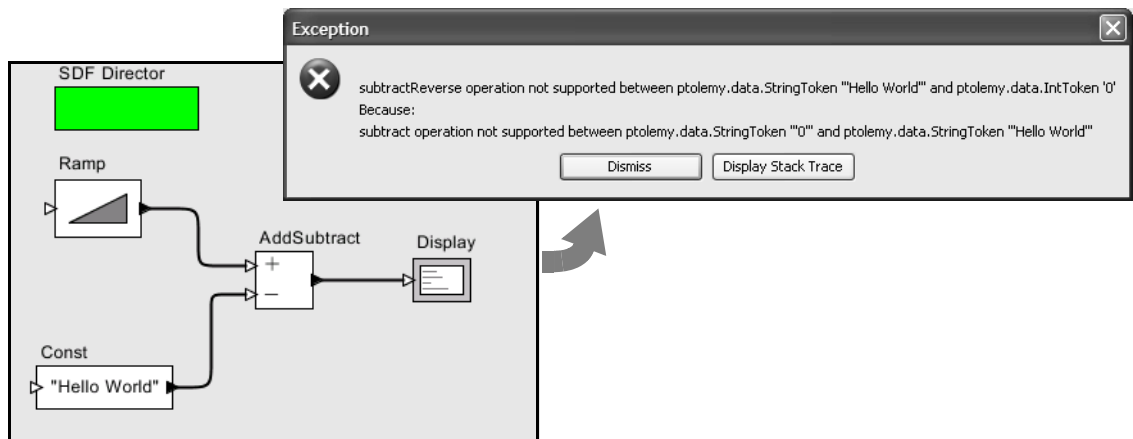 Exception
subtractReverse operation not supported between ptolemy.data.StringToken '"Hello World"' and ptolemy.data.IntToken '0'
Because:
subtract operation not supported between ptolemy.data.StringToken '"0"' and ptolemy.data.StringToken '"Hello World"'
Dismiss
Display Stack Trace
SDF Director
Ramp
AddSubtract
+
−
Display
Const
"Hello World"